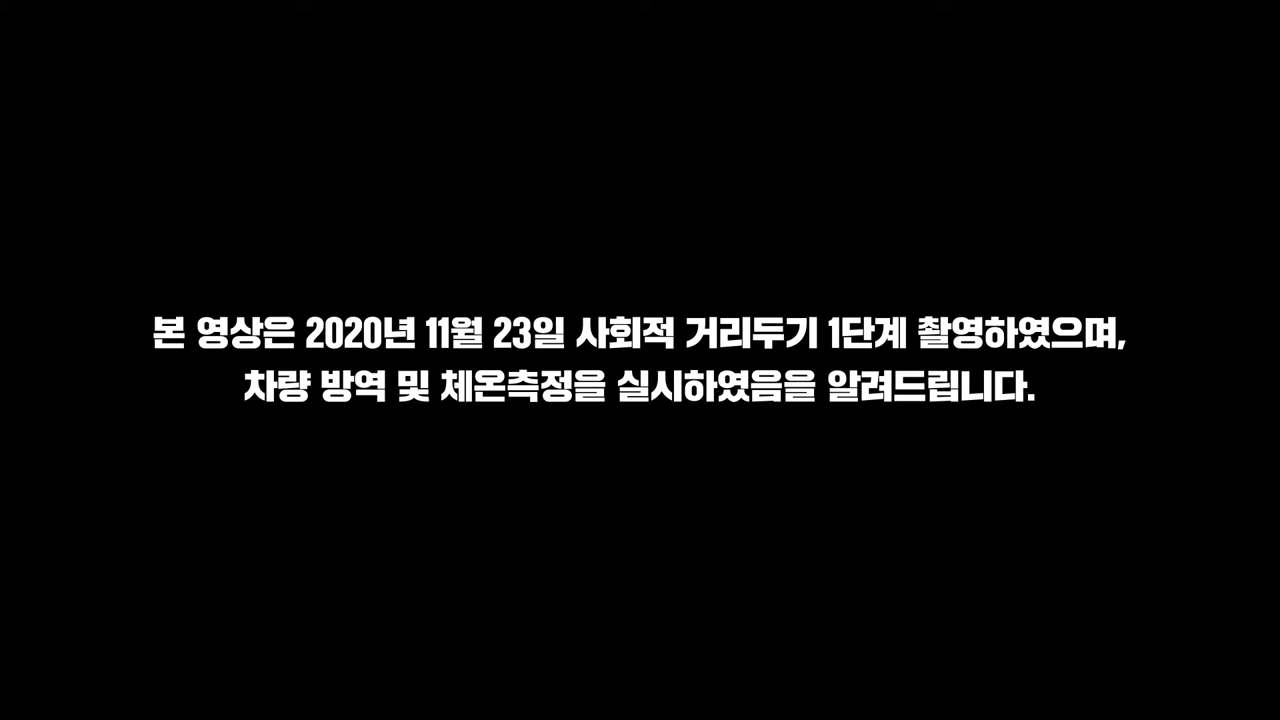 본 영상은 2020년 11월 23일 사회적 거리두기 1단계 촬영하였으며,
차량 방역 및 체온측정을 실시하였음을 알려드립니다.